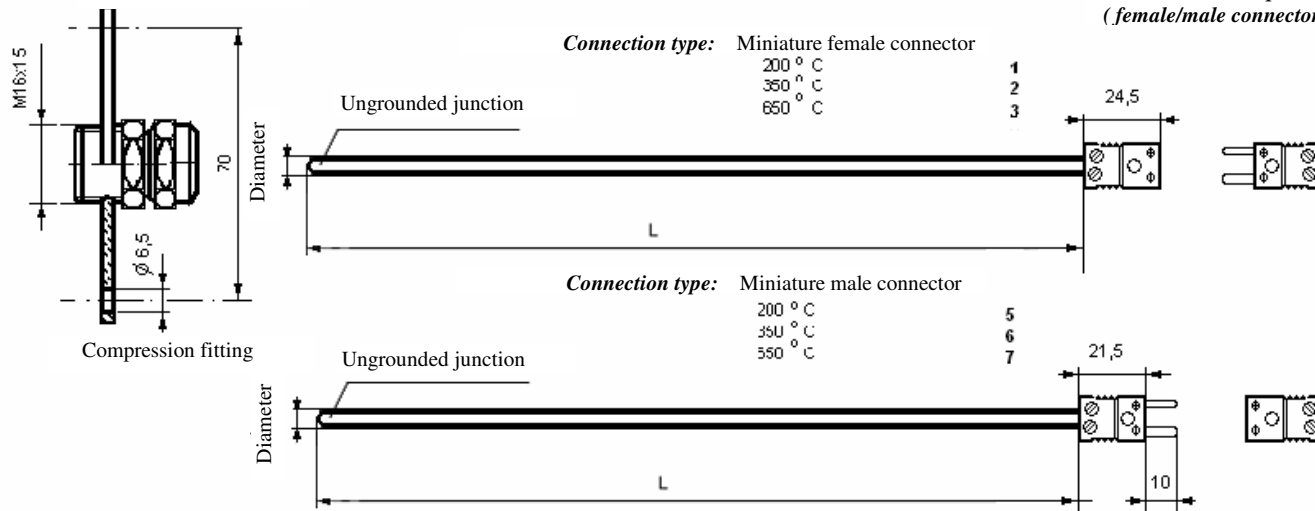 ( female/male connector
Connection type: Miniature female connector
200 ° C 1
350 ° C 2
650 ° C 3
24,5
M16x1 5
70
Diameter
Ungrounded junction
L
Ø 6,5
Compression fitting
Connection type: Miniature male connector
200 ° C 5
350 ° C 6
550 ° C 7
21,5
Ungrounded junction
Diameter
L
10